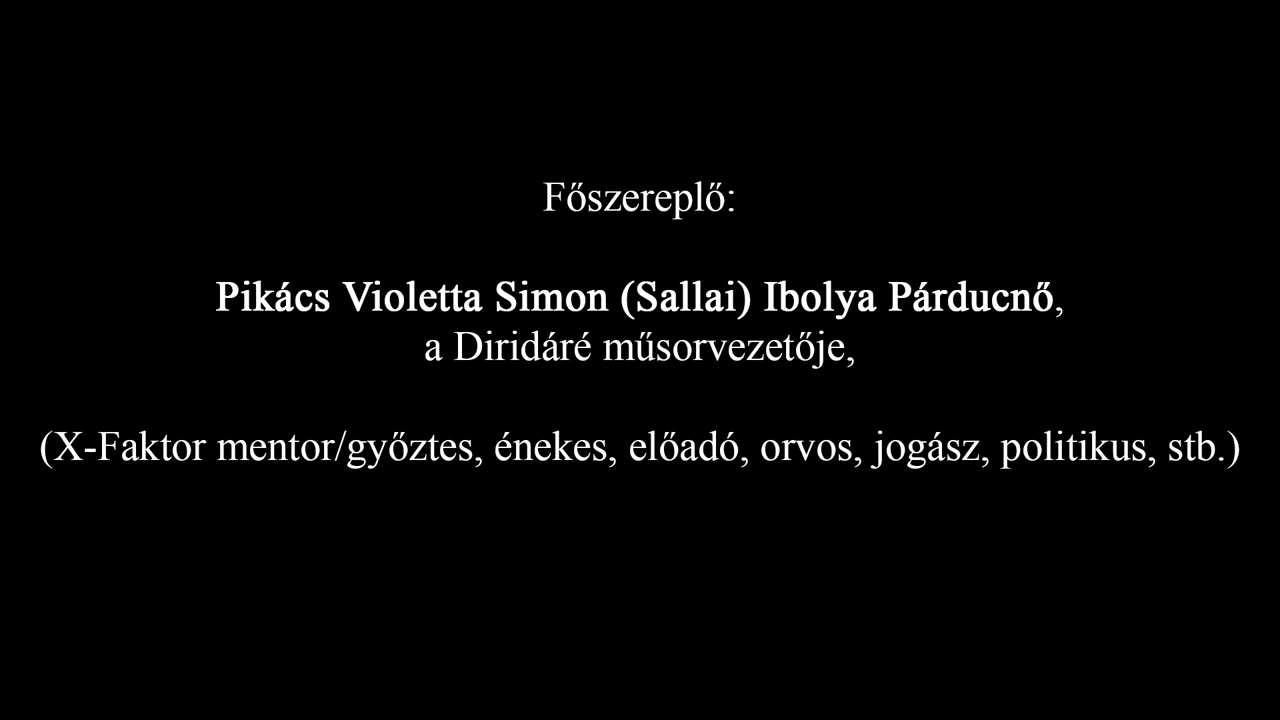 Főszereplő:
Pikács Violetta Simon (Sallai) Ibolya Párducnő,
a Diridáré műsorvezetője,
(X-Faktor mentor/győztes, énekes, előadó, orvos, jogász, politikus, stb.)